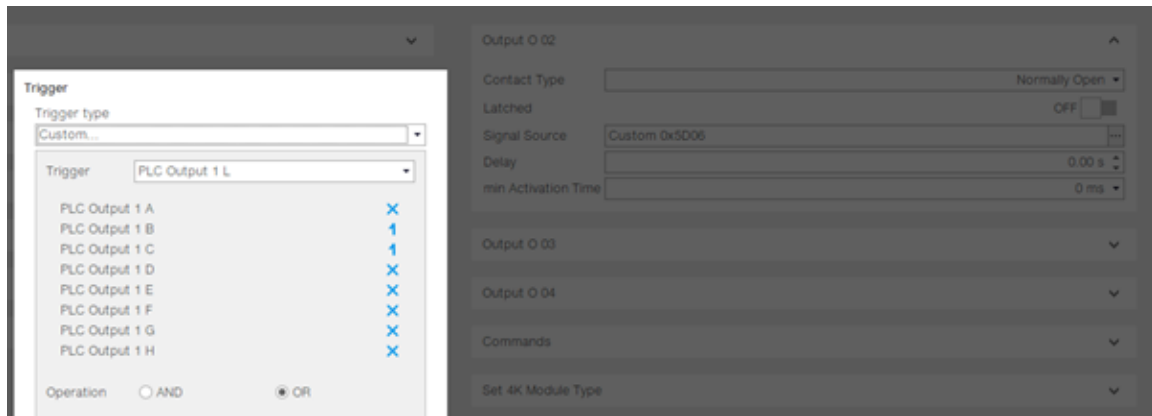 Trigger
Trigger type
Custom...
Trigger PLC Output 1 L
PLC Output 1 A X
PLC Output 1 B 1
PLC Output 1 C 1
PLC Output 1 D X
PLC Output 1 E X
PLC Output 1 F X
PLC Output 1 G X
PLC Output 1 H X
Operation AND OR
Output O 02
Contact Type Normally Open
Latched OFF
Signal Source Custom 0x5D06 ...
Delay 0.00 s
min Activation Time 0 ms
Output O 03
Output O 04
Commands
Set 4K Module Type